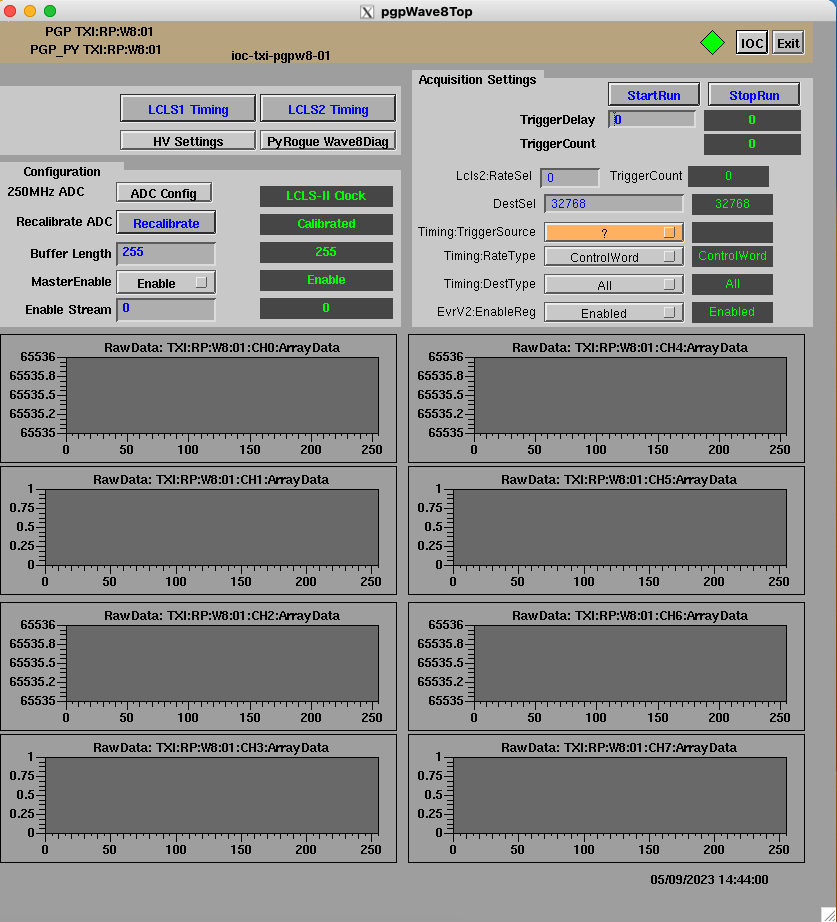 pgpWave8Top
PGP TXI:RP:W8:01
PGP_PY TXI:RP:W8:01
ioc-txi-pgpw8-01
IOC Exit
LCLS1 Timing LCLS2 Timing
HV Settings PyRogue Wave8Diag
Configuration
250MHz ADC ADC Config LCLS-II Clock
Recalibrate ADC Recalibrate Calibrated
Buffer Length 255 255
MasterEnable Enable Enable
Enable Stream 0 0
Acquisition Settings
StartRun StopRun
TriggerDelay 0 0
TriggerCount 0
Lcls2:RateSel 0 TriggerCount 0
DestSel 32768 32768
Timing:TriggerSource ?
Timing:RateType ControlWord ControlWord
Timing:DestType All All
EvrV2:EnableReg Enabled Enabled
RawData: TXI:RP:W8:01:CH0:ArrayData
65536
65535.8
65535.5
65535.2
65535
0 50 100 150 200 250
RawData: TXI:RP:W8:01:CH4:ArrayData
65536
65535.8
65535.5
65535.2
65535
0 50 100 150 200 250
RawData: TXI:RP:W8:01:CH1:ArrayData
1
0.75
0.5
0.25
0
0 50 100 150 200 250
RawData: TXI:RP:W8:01:CH5:ArrayData
1
0.75
0.5
0.25
0
0 50 100 150 200 250
RawData: TXI:RP:W8:01:CH2:ArrayData
65536
65535.8
65535.5
65535.2
65535
0 50 100 150 200 250
RawData: TXI:RP:W8:01:CH6:ArrayData
65536
65535.8
65535.5
65535.2
65535
0 50 100 150 200 250
RawData: TXI:RP:W8:01:CH3:ArrayData
1
0.75
0.5
0.25
0
0 50 100 150 200 250
RawData: TXI:RP:W8:01:CH7:ArrayData
1
0.75
0.5
0.25
0
0 50 100 150 200 250
05/09/2023 14:44:00